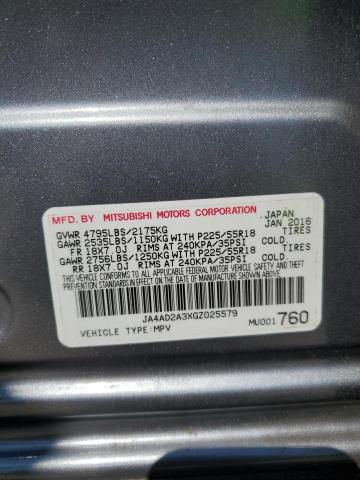 MFD. BY MITSUBISHI MOTORS CORPORATION JAPAN
JAN 2016
GVWR 4795LBS/2175KG
GAWR 2535LBS/1150KG WITH P225/55R18 TIRES
FR 18X7.0J RIMS AT 240KPA/35PSI COLD.
GAWR 2756LBS/1250KG WITH P225/55R18 TIRES
RR 18X7.0J RIMS AT 240KPA/35PSI COLD.
THIS VEHICLE CONFORMS TO ALL APPLICABLE
FEDERAL MOTOR VEHICLE SAFETY AND
THEFT PREVENTION STANDARDS IN EFFECT ON THE
DATE OF MANUFACTURE SHOWN ABOVE.
JA4AD2A3XGZ025579
VEHICLE TYPE:MPV MU001760